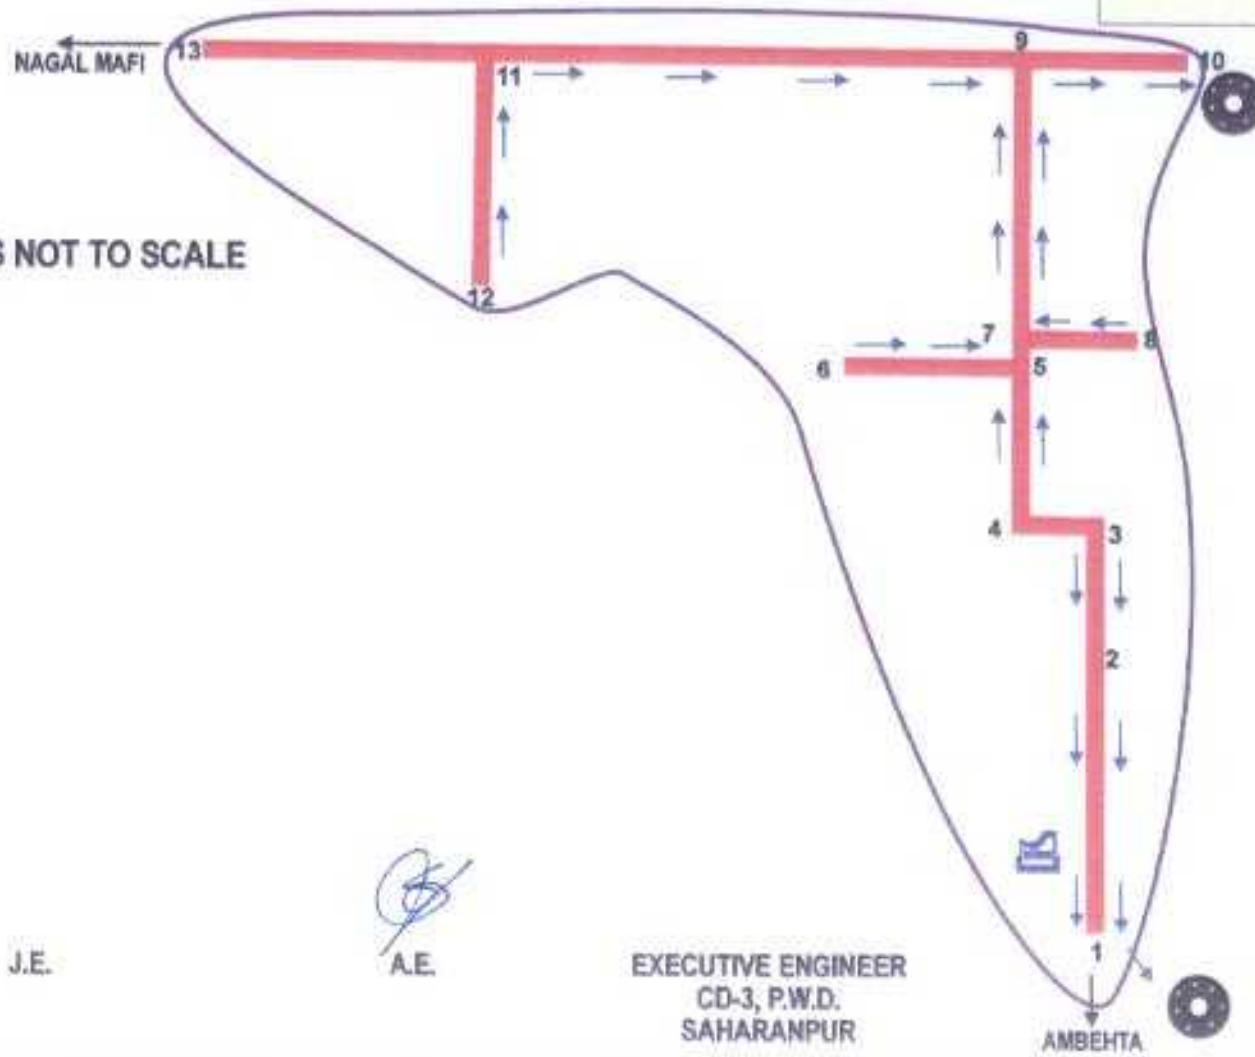 9
13
10
NAGAL MAFI
11
NOT TO SCALE
12
7
8
6
5
4
3
2
1
J.E.
A.E.
EXECUTIVE ENGINEER
CD-3, P.W.D.
SAHARANPUR
AMBEHTA